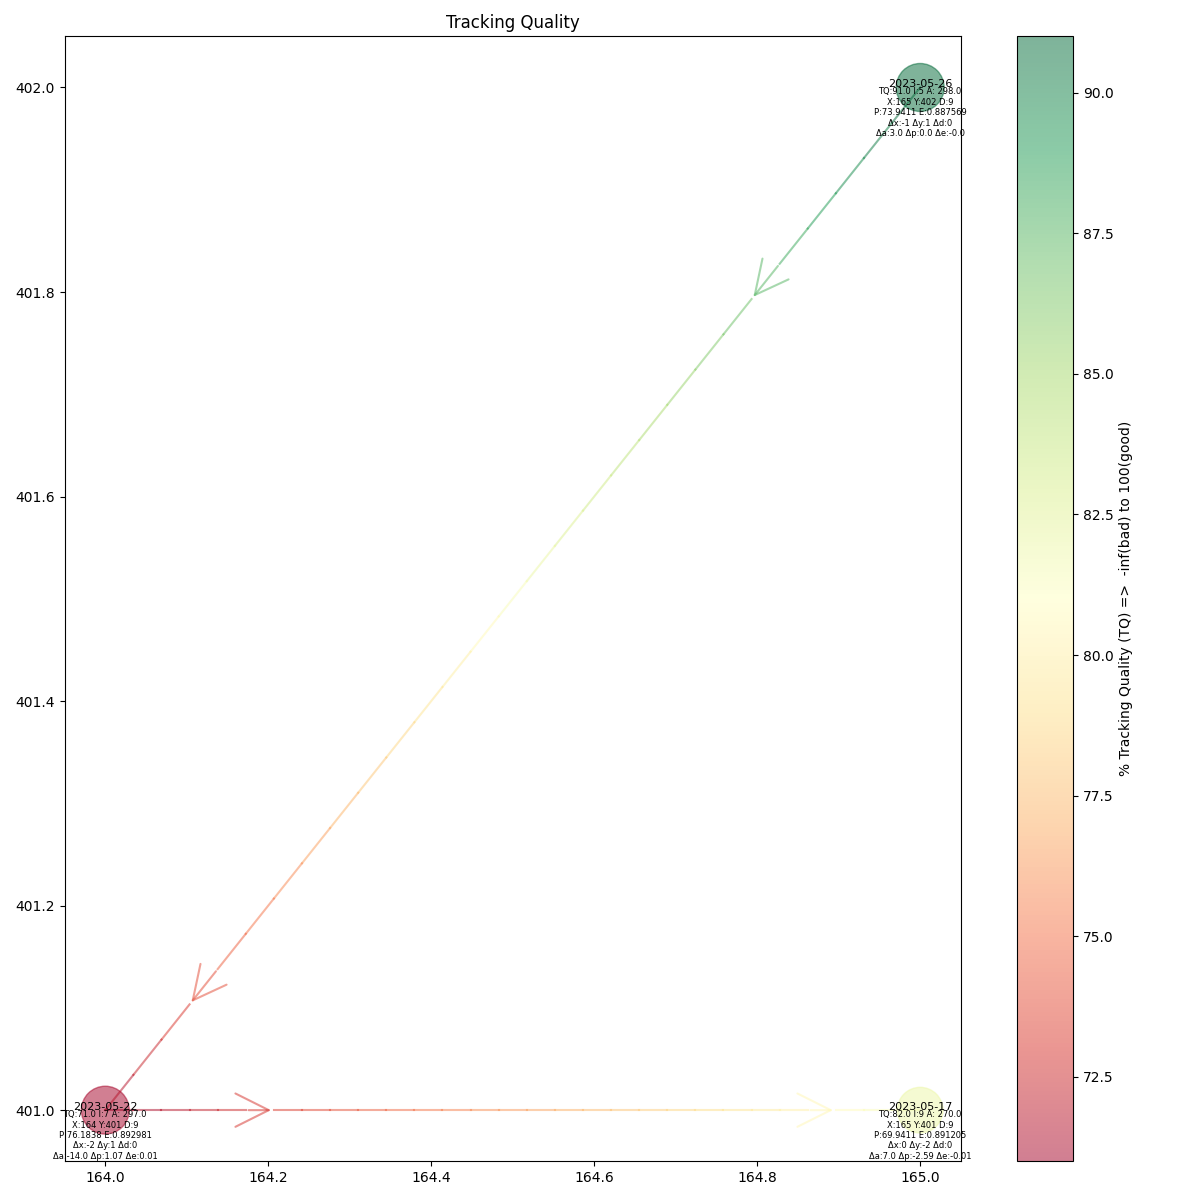 Tracking Quality
402.0
401.8
401.6
401.4
401.2
401.0
164.0
164.2
164.4
164.6
164.8
165.0
2023-05-26
TQ:91.0 I:5 A: 298.0
X:165 Y:402 D:9
P:73.9411 E:0.887569
Δx:-1 Δy:1 Δd:0
Δa:3.0 Δp:0.0 Δe:-0.0
2023-05-22
TQ:71.0 I:7 A: 297.0
X:164 Y:401 D:9
P:76.1838 E:0.892981
Δx:-2 Δy:1 Δd:0
Δa:-14.0 Δp:1.07 Δe:0.01
2023-05-17
TQ:82.0 I:9 A: 270.0
X:165 Y:401 D:9
P:69.9411 E:0.891205
Δx:0 Δy:-2 Δd:0
Δa:7.0 Δp:-2.59 Δe:-0.01
90.0
87.5
85.0
82.5
80.0
77.5
75.0
72.5
% Tracking Quality (TQ) => -inf(bad) to 100(good)